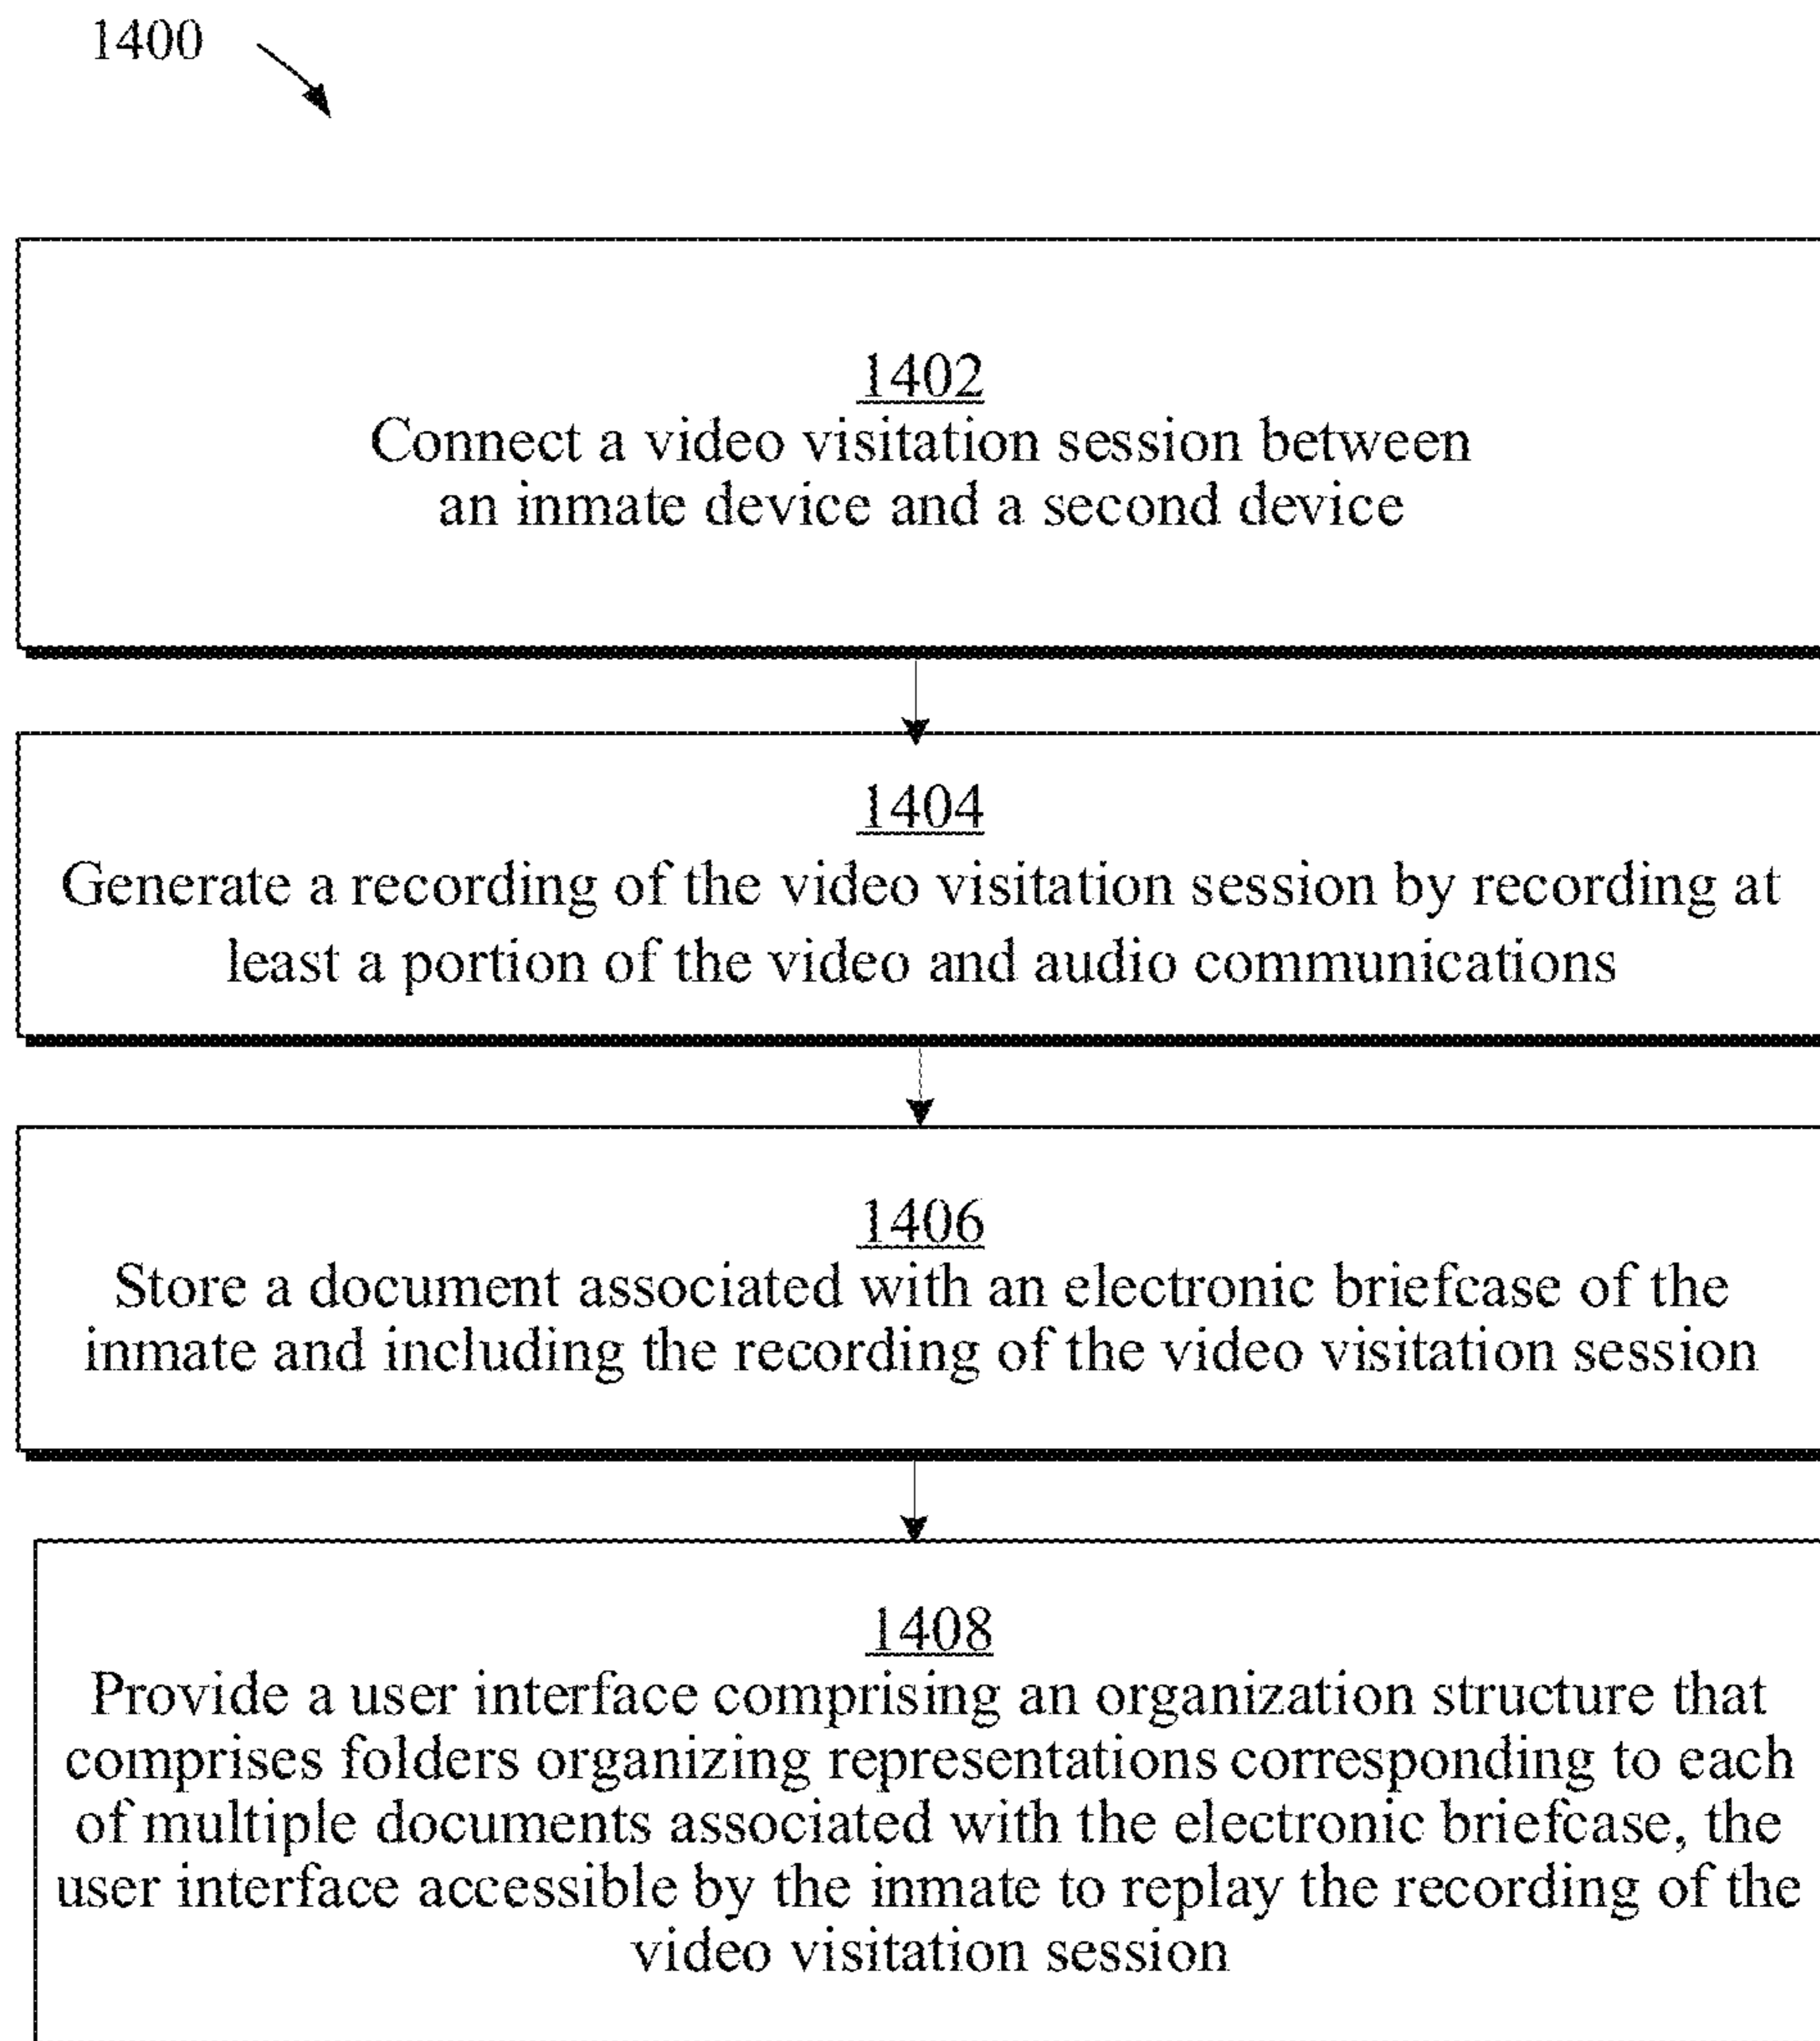 1400
1402
Connect a video visitation session between
an inmate device and a second device
1404
Generate a recording of the video visitation session by recording at
least a portion of the video and audio communications
1406
Store a document associated with an electronic briefcase of the
inmate and including the recording of the video visitation session
1408
Provide a user interface comprising an organization structure that
comprises folders organizing representations corresponding to each
of multiple documents associated with the electronic briefcase, the
user interface accessible by the inmate to replay the recording of the
video visitation session